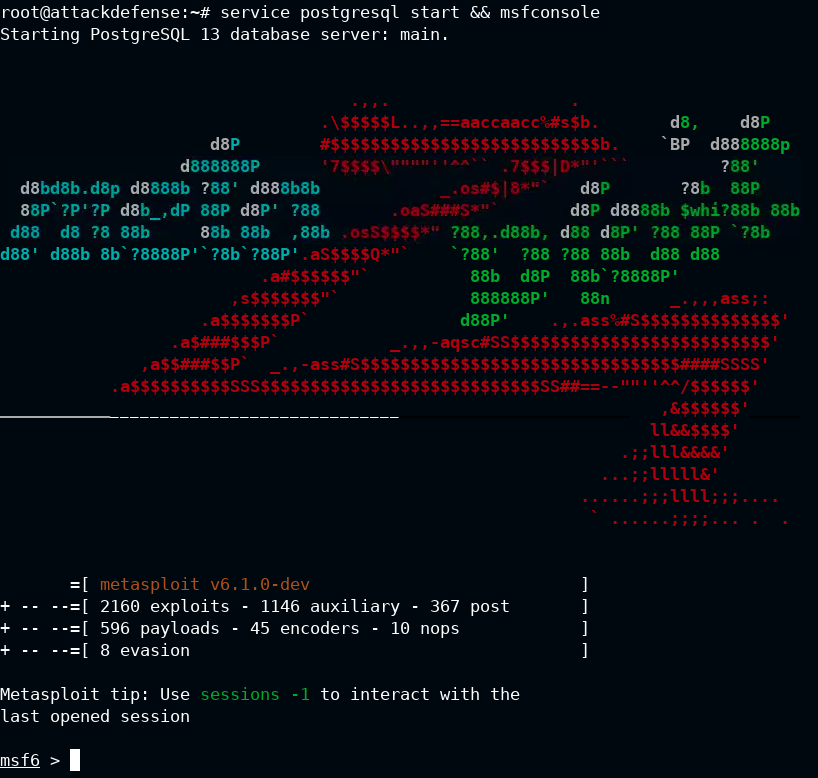 root@attackdefense:~# service postgresql start && msfconsole
Starting PostgreSQL 13 database server: main.
=[ metasploit v6.1.0-dev ]
+ -- --=[ 2160 exploits - 1146 auxiliary - 367 post ]
+ -- --=[ 596 payloads - 45 encoders - 10 nops ]
+ -- --=[ 8 evasion ]
Metasploit tip: Use sessions -1 to interact with the
last opened session
msf6 >